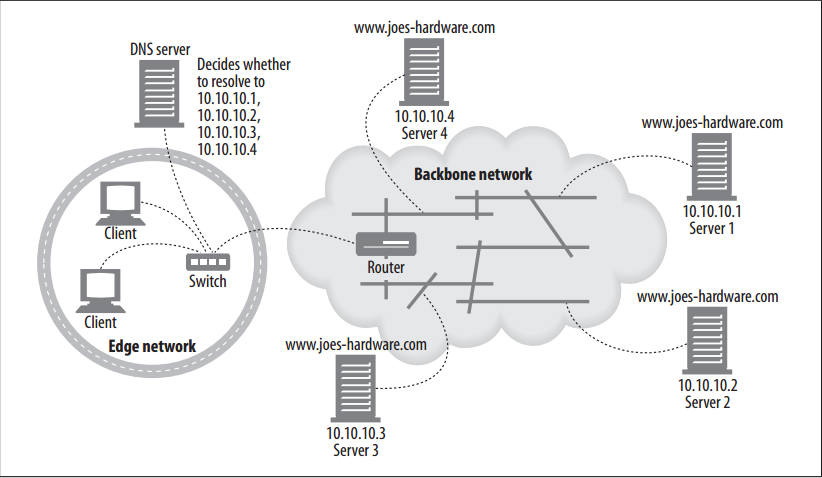 www.joes-hardware.com
DNS server
Decides whether
to resolve to
10.10.10.1,
10.10.10.2,
10.10.10.3,
10.10.10.4
10.10.10.4
Server 4
www.joes-hardware.com
10.10.10.1
Server 1
Backbone network
Client
Switch
Router
Client
Edge network
www.joes-hardware.com
10.10.10.2
Server 2
www.joes-hardware.com
10.10.10.3
Server 3